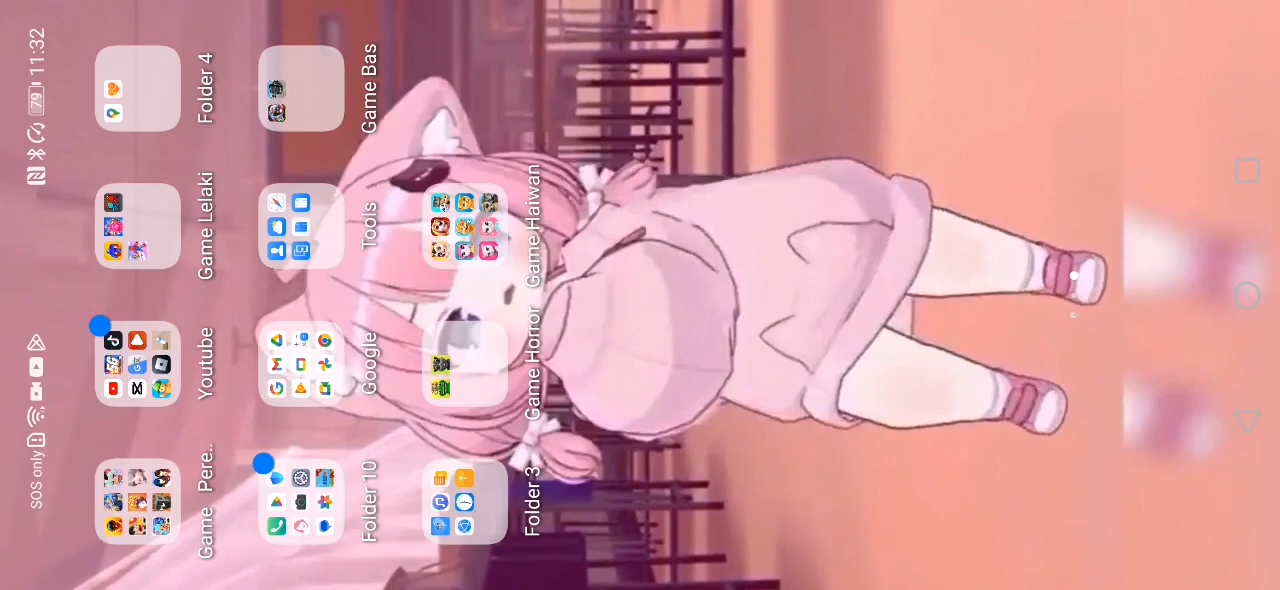 SOS only 79 11:32
Game Pere.. Youtube Game Lelaki Folder 4
Folder 10 Google Tools Game Bas
Folder 3 Game Horror Game Haiwan